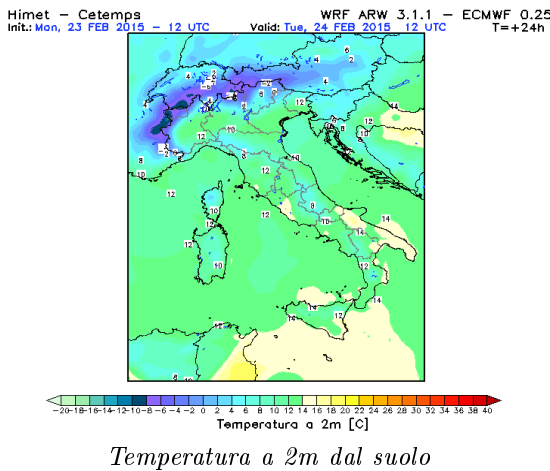 Himet – Cetemps WRF ARW 3.1.1 – ECMWF 0.25
Init.: Mon, 23 FEB 2015 – 12 UTC Valid: Tue, 24 FEB 2015 12 UTC T=+24h
-20 -18 -16 -14 -12 -10 -8 -6 -4 -2 0 2 4 6 8 10 12 14 16 18 20 22 24 26 28 30 32 34 36 38 40
Temperatura a 2m [C]
Temperatura a 2m dal suolo